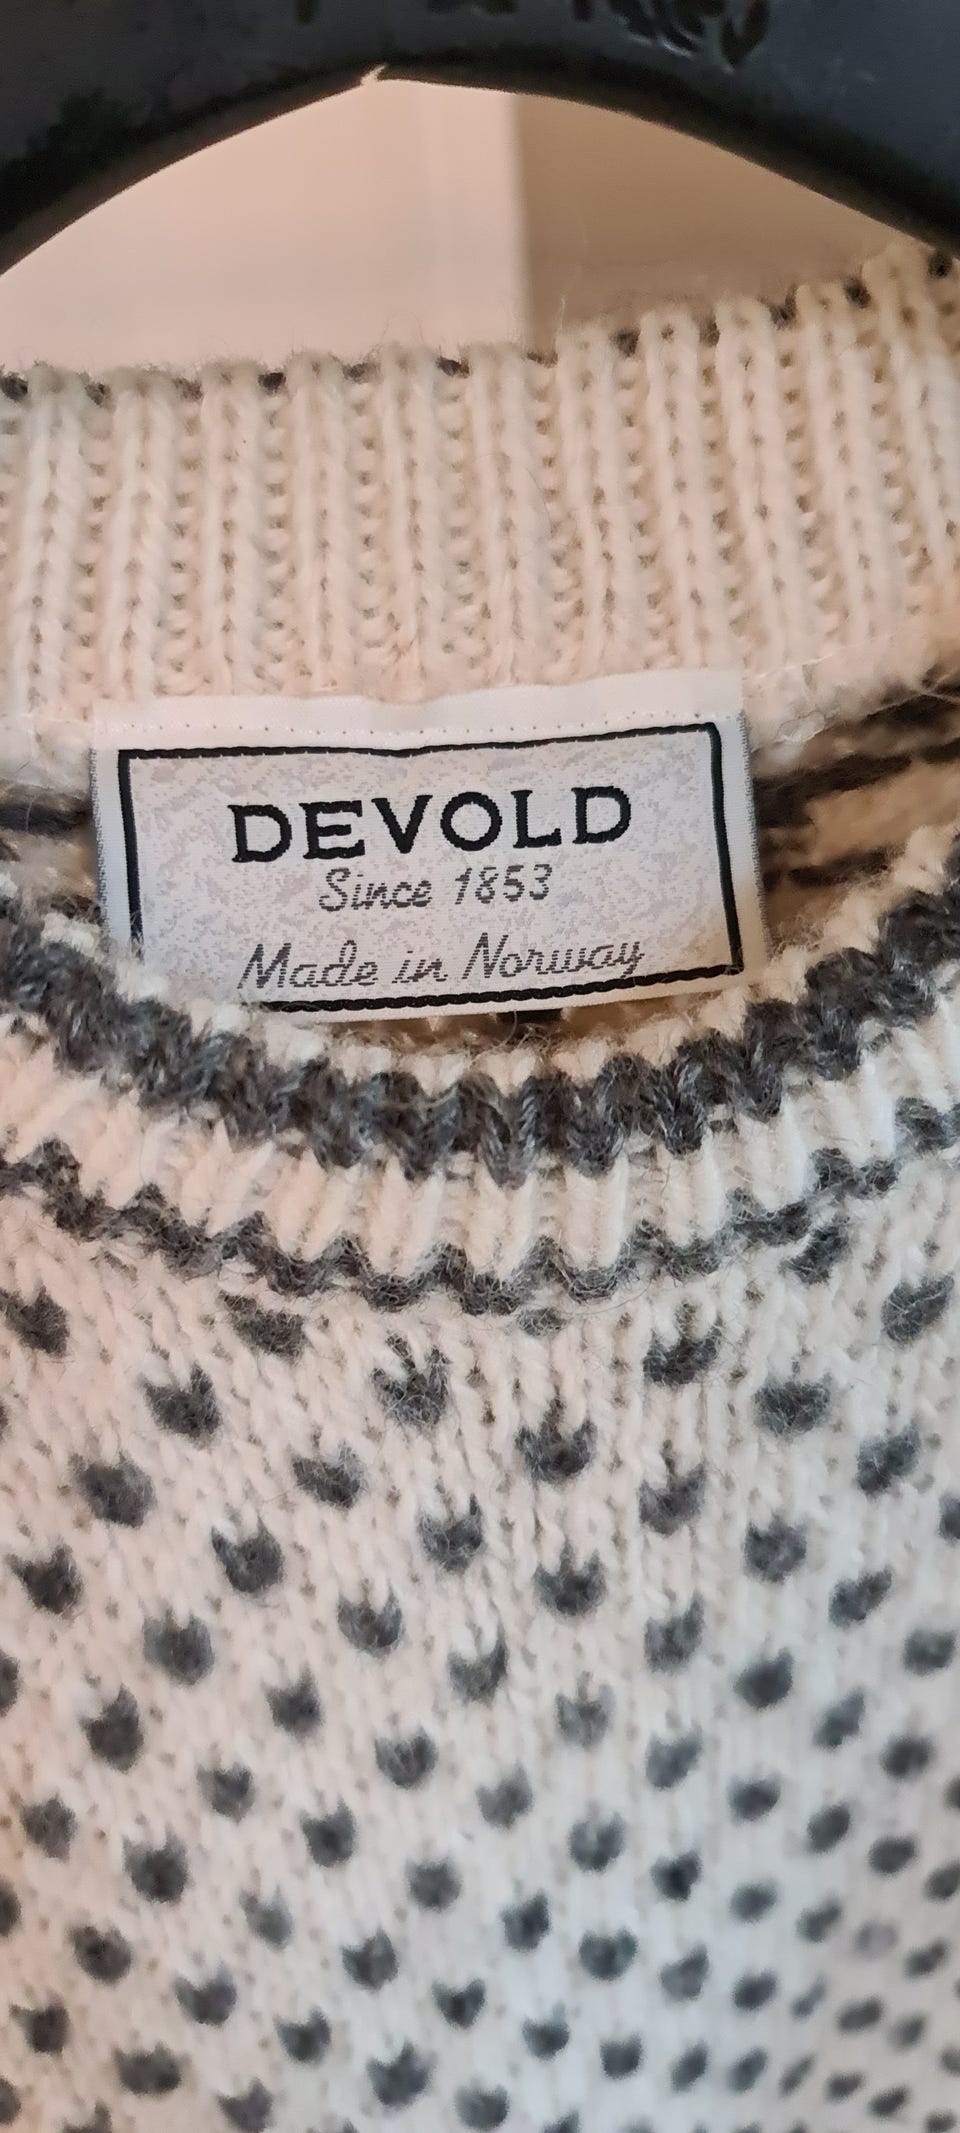 DEVOLD
Since 1853
Made in Norway